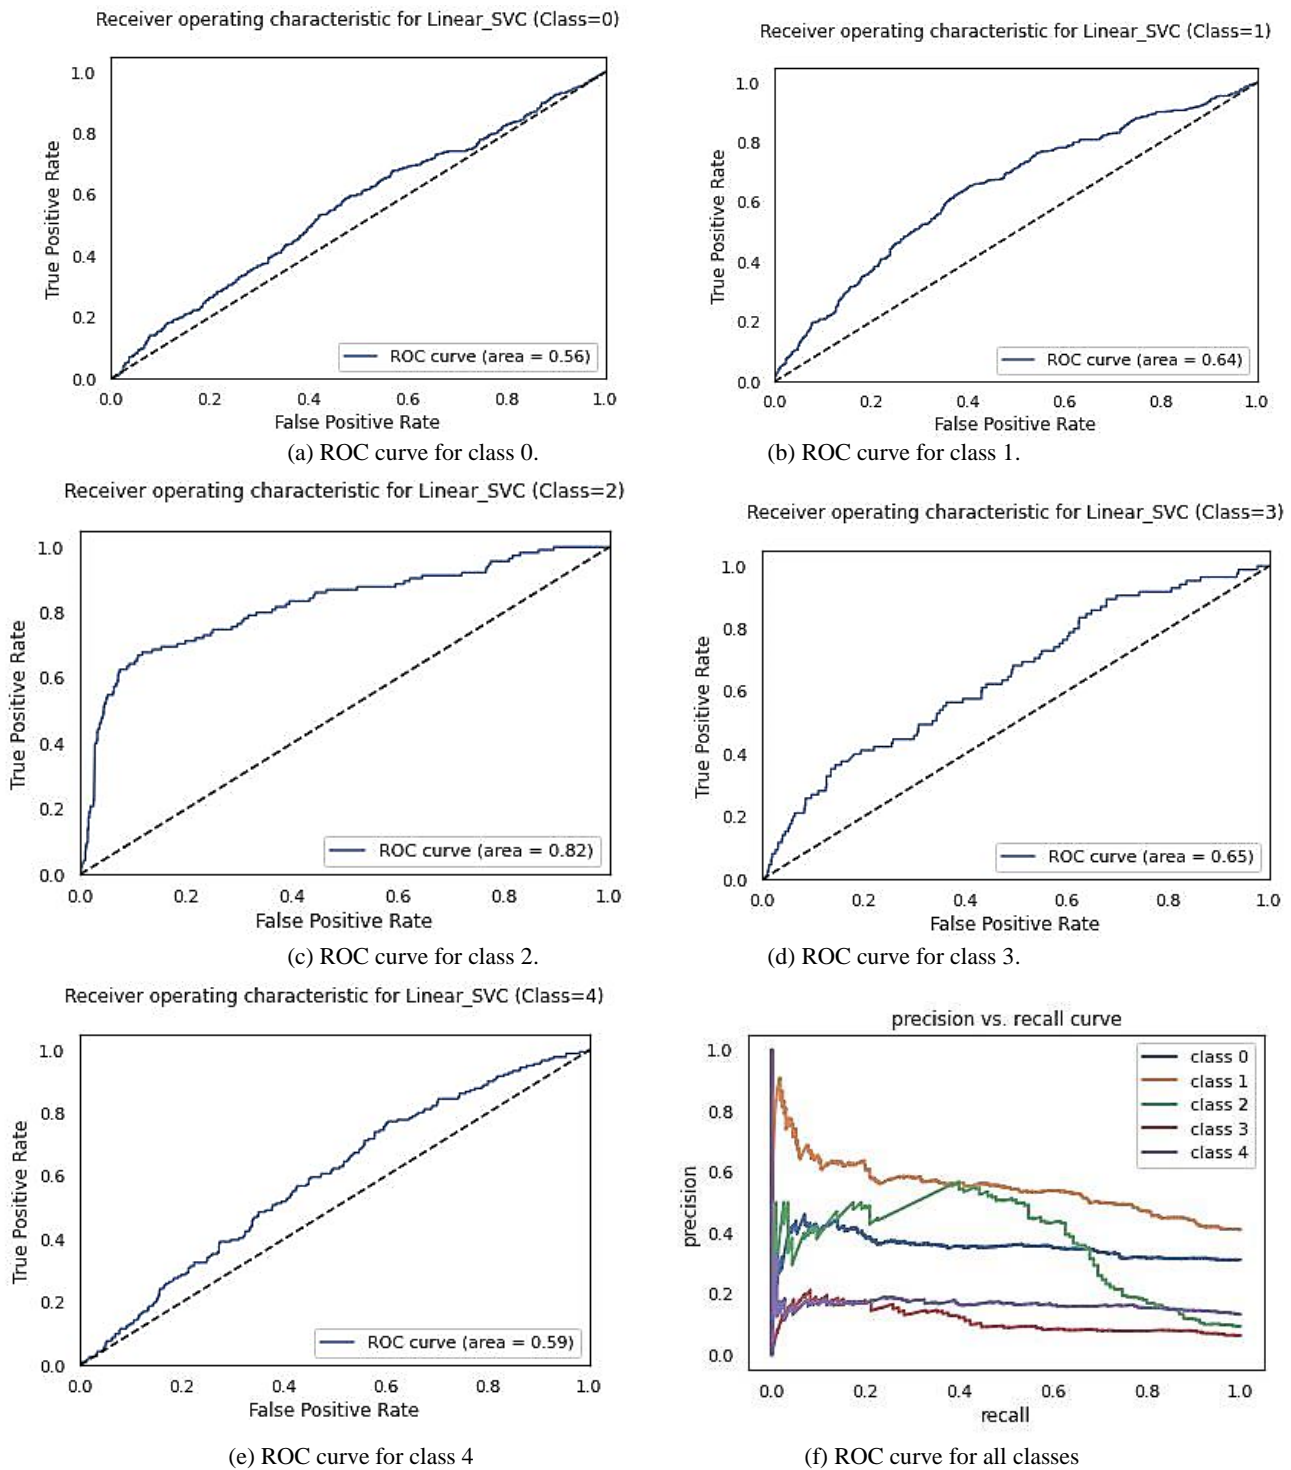 Receiver operating characteristic for Linear_SVC (Class=0)
1.0
0.8
0.6
0.4
0.2
0.0
True Positive Rate
ROC curve (area = 0.56)
0.0 0.2 0.4 0.6 0.8 1.0
False Positive Rate
(a) ROC curve for class 0.
Receiver operating characteristic for Linear_SVC (Class=1)
1.0
0.8
0.6
0.4
0.2
0.0
True Positive Rate
ROC curve (area = 0.64)
0.0 0.2 0.4 0.6 0.8 1.0
False Positive Rate
(b) ROC curve for class 1.
Receiver operating characteristic for Linear_SVC (Class=2)
1.0
0.8
0.6
0.4
0.2
0.0
True Positive Rate
ROC curve (area = 0.82)
0.0 0.2 0.4 0.6 0.8 1.0
False Positive Rate
(c) ROC curve for class 2.
Receiver operating characteristic for Linear_SVC (Class=3)
1.0
0.8
0.6
0.4
0.2
0.0
True Positive Rate
ROC curve (area = 0.65)
0.0 0.2 0.4 0.6 0.8 1.0
False Positive Rate
(d) ROC curve for class 3.
Receiver operating characteristic for Linear_SVC (Class=4)
1.0
0.8
0.6
0.4
0.2
0.0
True Positive Rate
ROC curve (area = 0.59)
0.0 0.2 0.4 0.6 0.8 1.0
False Positive Rate
(e) ROC curve for class 4
precision vs. recall curve
1.0
0.8
0.6
0.4
0.2
0.0
precision
class 0
class 1
class 2
class 3
class 4
0.0 0.2 0.4 0.6 0.8 1.0
recall
(f) ROC curve for all classes